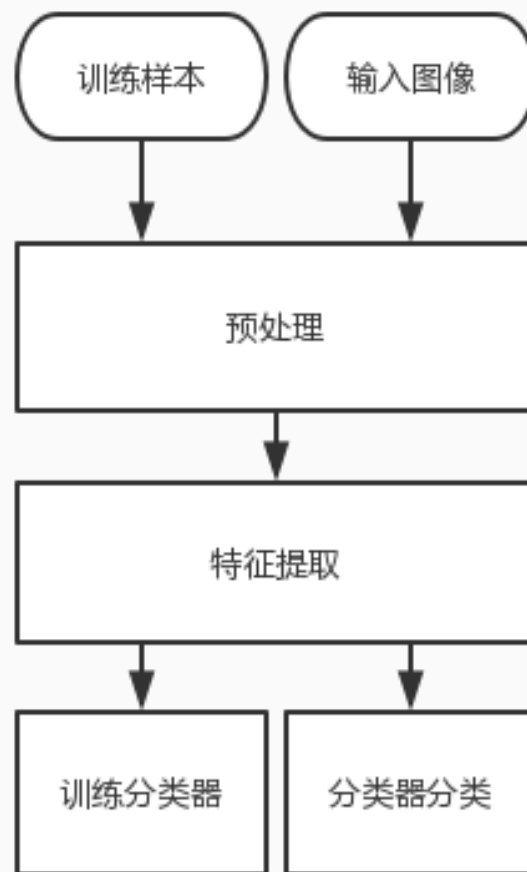 训练样本
输入图像
预处理
特征提取
训练分类器
分类器分类